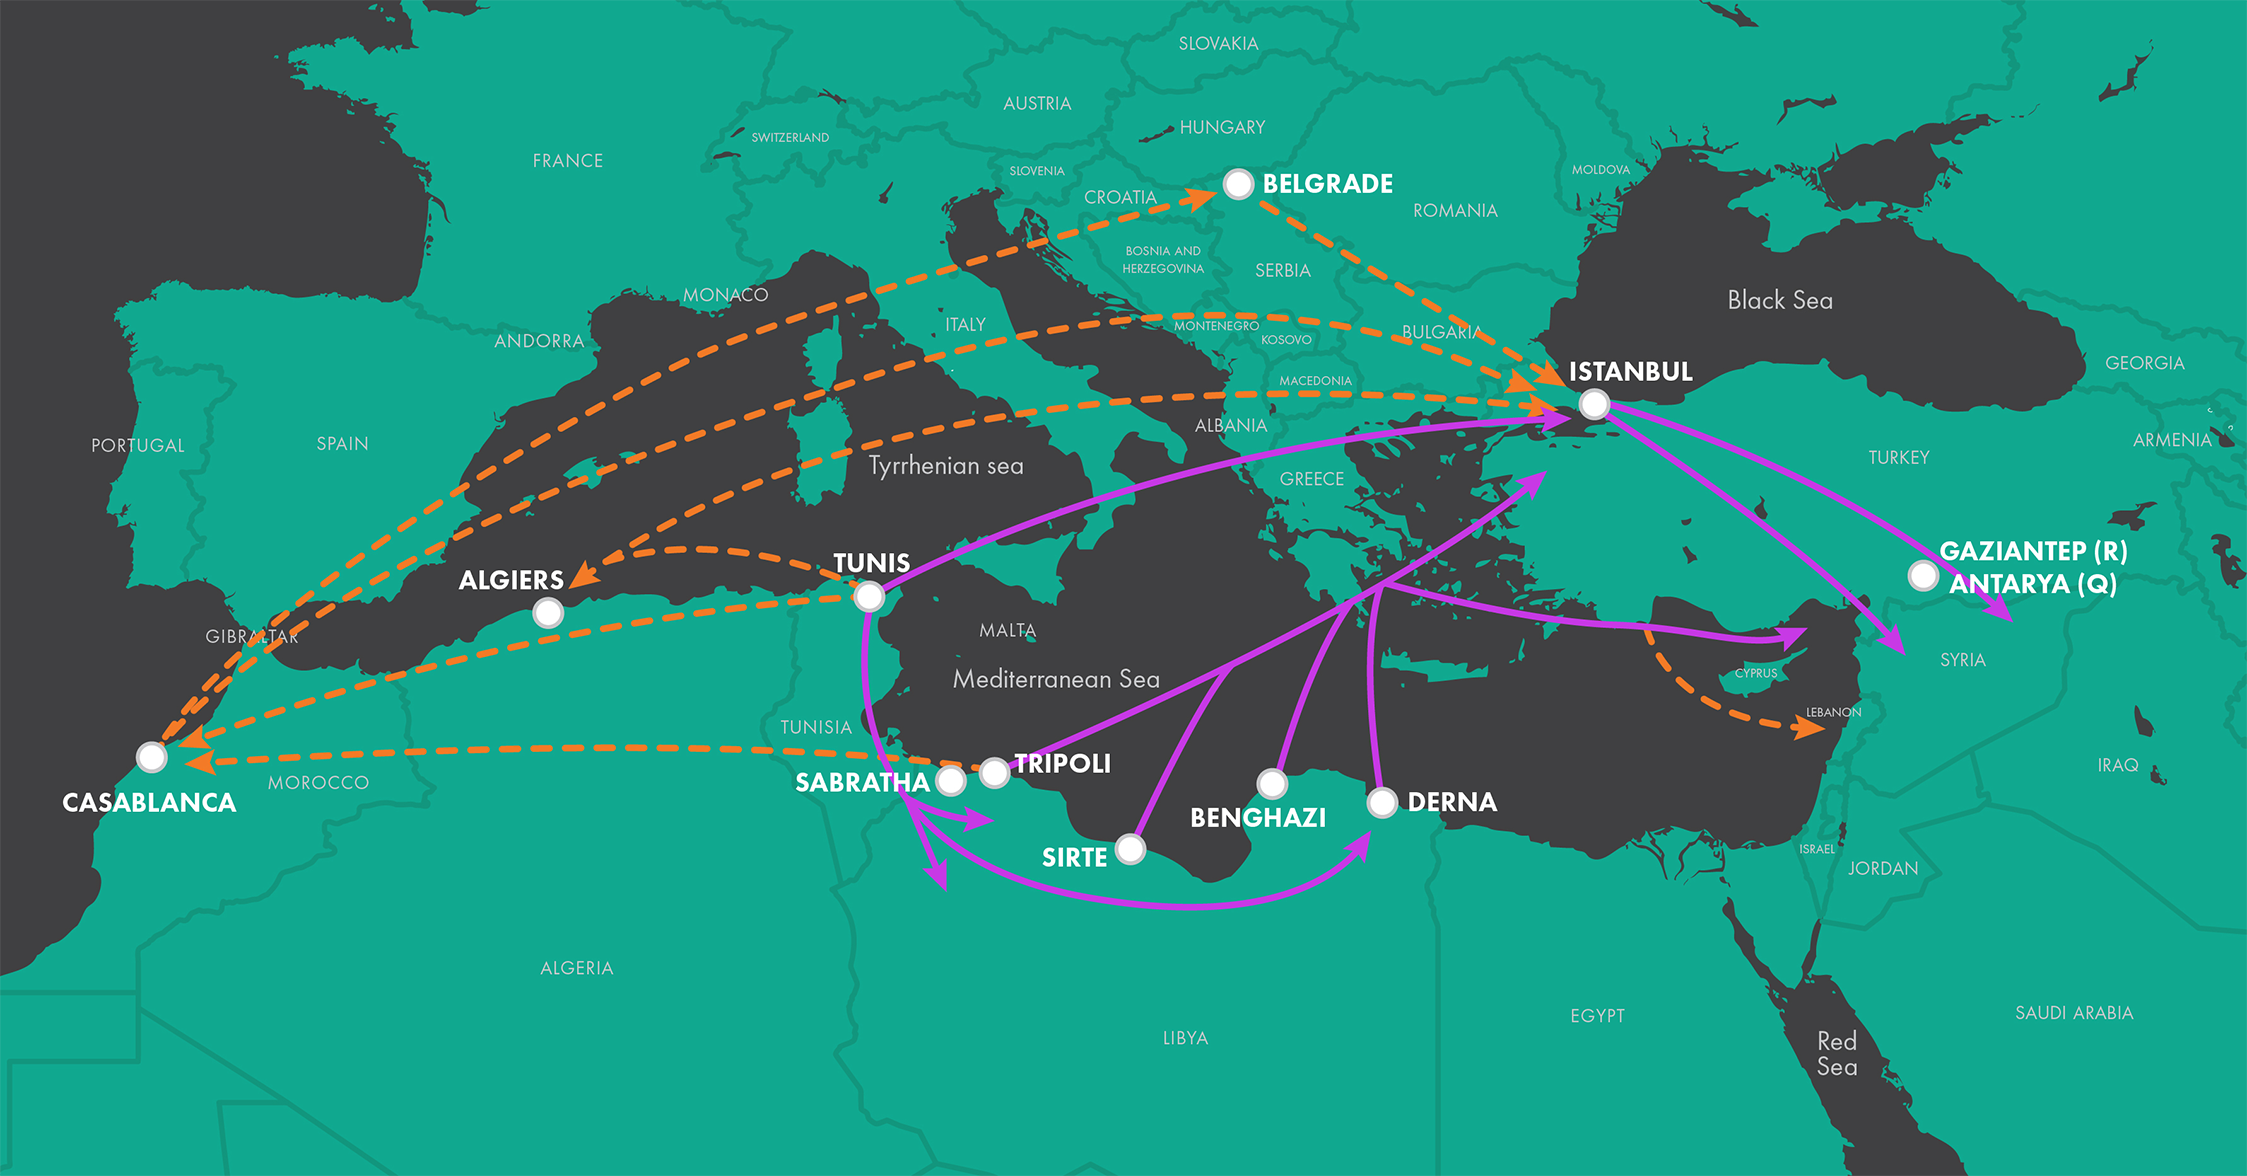 SLOVAKIA
AUSTRIA
HUNGARY
SWITZERLAND
FRANCE
SLOVENIA
MOLDOVA
BELGRADE
CROATIA
ROMANIA
BOSNIA AND
HERZEGOVINA
SERBIA
MONACO
Black Sea
ITALY
MONTENEGRO
BULGARIA
ANDORRA
KOSOVO
GEORGIA
ISTANBUL
MACEDONIA
ALBANIA
PORTUGAL
SPAIN
ARMENIA
TURKEY
Tyrrhenian sea
GREECE
GAZIANTEP (R)
ANTARYA (Q)
TUNIS
ALGIERS
GIBRALTAR
MALTA
SYRIA
CYPRUS
Mediterranean Sea
LEBANON
TUNISIA
TRIPOLI
IRAQ
MOROCCO
SABRATHA
CASABLANCA
DERNA
BENGHAZI
SIRTE
ISRAEL
JORDAN
ALGERIA
EGYPT
SAUDI ARABIA
LIBYA
Red
Sea